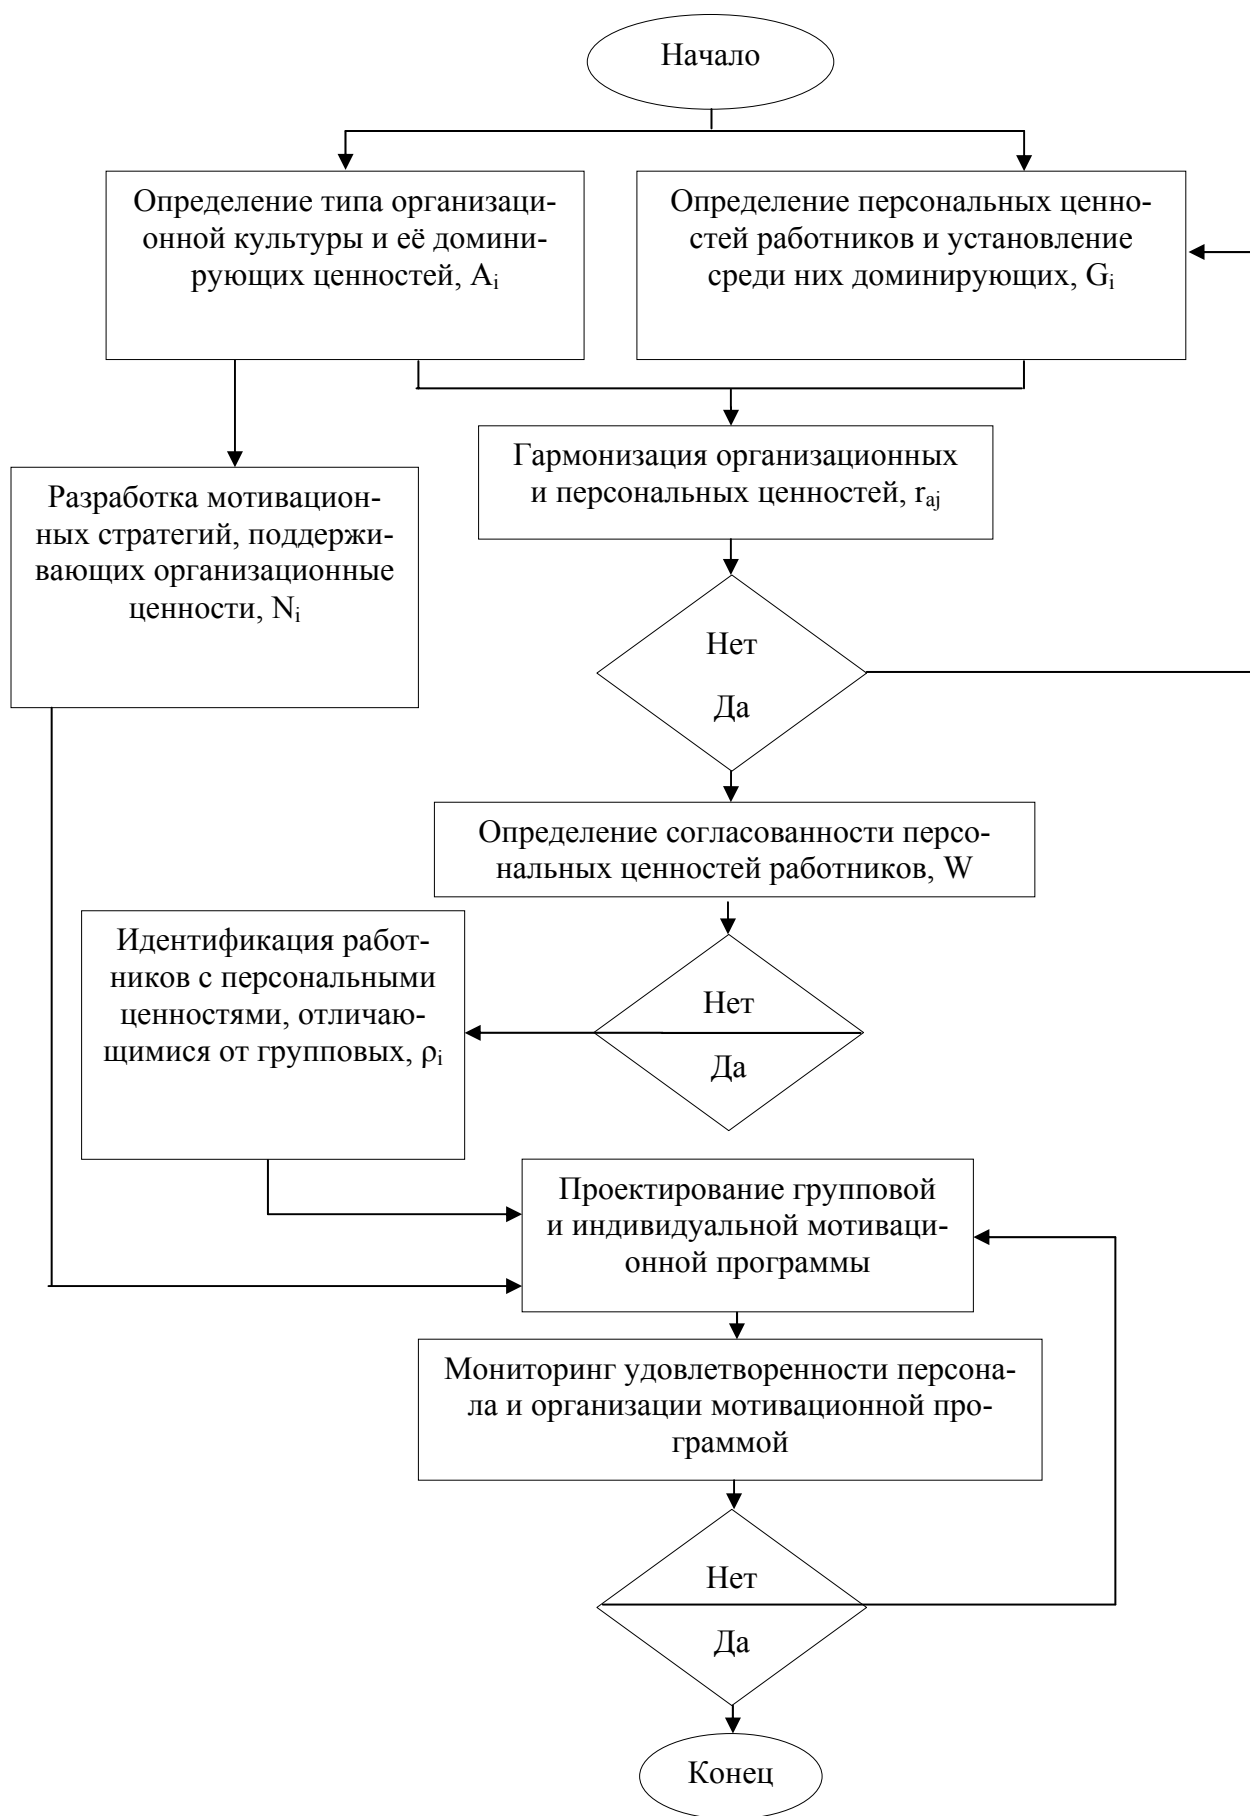 Начало
Определение типа организаци-
онной культуры и её домини-
рующих ценностей, Ai
Определение персональных ценно-
стей работников и установление
среди них доминирующих, Gi
Гармонизация организационных
и персональных ценностей, raj
Разработка мотивацион-
ных стратегий, поддержи-
вающих организационные
ценности, Ni
Нет
Да
Определение согласованности персо-
нальных ценностей работников, W
Идентификация работ-
ников с персональными
ценностями, отличаю-
щимися от групповых, ρi
Нет
Да
Проектирование групповой
и индивидуальной мотиваци-
онной программы
Мониторинг удовлетворенности персона-
ла и организации мотивационной про-
граммой
Нет
Да
Конец